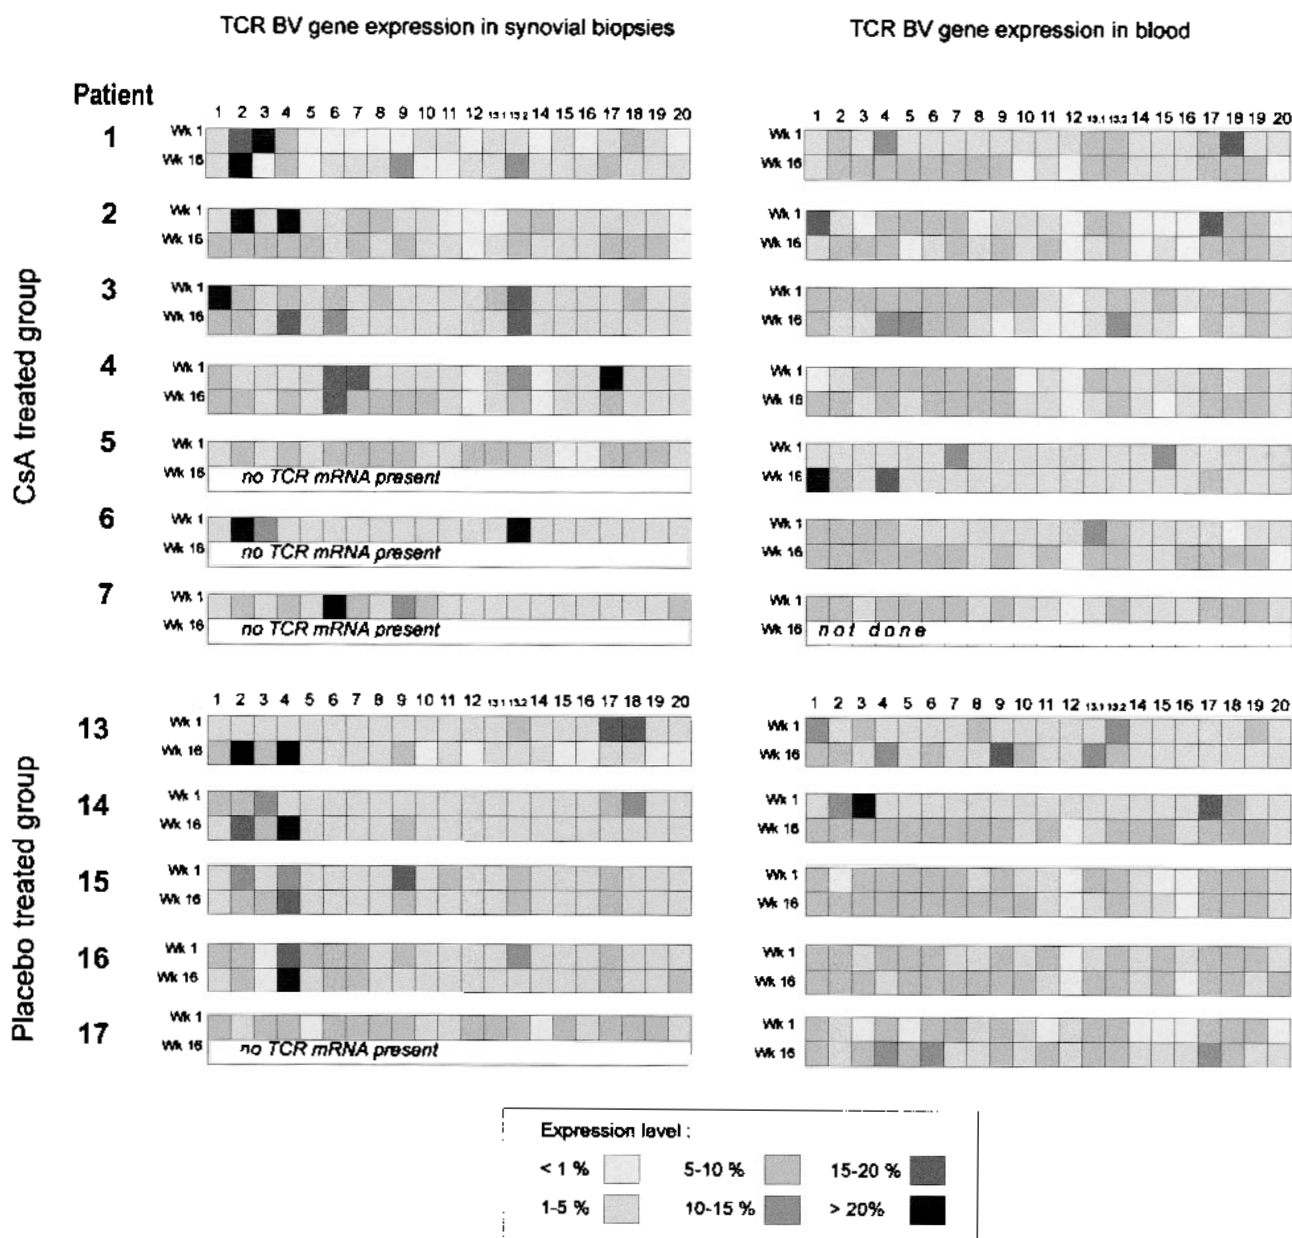 TCR BV gene expression in synovial biopsies
TCR BV gene expression in blood
Patient
1 2 3 4 5 6 7 8 9 10 11 12 13.1 13.2 14 15 16 17 18 19 20
1 2 3 4 5 6 7 8 9 10 11 12 13.1 13.2 14 15 16 17 18 19 20
CsA treated group
1
Wk 1
Wk 16
Wk 1
Wk 16
2
Wk 1
Wk 16
Wk 1
Wk 16
3
Wk 1
Wk 16
Wk 1
Wk 16
4
Wk 1
Wk 16
Wk 1
Wk 16
5
Wk 1
Wk 16 no TCR mRNA present
Wk 1
Wk 16
6
Wk 1
Wk 16 no TCR mRNA present
Wk 1
Wk 16
7
Wk 1
Wk 16 no TCR mRNA present
Wk 1
Wk 16 not done
1 2 3 4 5 6 7 8 9 10 11 12 13.1 13.2 14 15 16 17 18 19 20
1 2 3 4 5 6 7 8 9 10 11 12 13.1 13.2 14 15 16 17 18 19 20
Placebo treated group
13
Wk 1
Wk 16
Wk 1
Wk 16
14
Wk 1
Wk 16
Wk 1
Wk 16
15
Wk 1
Wk 16
Wk 1
Wk 16
16
Wk 1
Wk 16
Wk 1
Wk 16
17
Wk 1
Wk 16 no TCR mRNA present
Wk 1
Wk 16
Expression level :
< 1 % 5-10 % 15-20 %
1-5 % 10-15 % > 20%